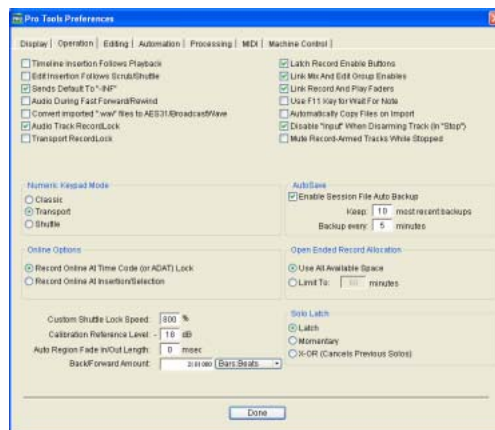 Pro Tools Preferences
Display Operation Editing Automation Processing MIDI Machine Control
Timeline Insertion Follows Playback
Edit Insertion Follows Scrub/Shuttle
Sends Default To "-INF"
Audio During Fast Forward/Rewind
Convert imported ".wav" files to AES31/BroadcastWave
Audio Track RecordLock
Transport RecordLock
Latch Record Enable Buttons
Link Mix And Edit Group Enables
Link Record And Play Faders
Use F11 Key for Wait For Note
Automatically Copy Files on Import
Disable "Input" When Disarming Track (In "Stop")
Mute Record-Armed Tracks While Stopped
Numeric Keypad Mode
Classic
Transport
Shuttle
AutoSave
Enable Session File Auto Backup
Keep: 10 most recent backups
Backup every: 5 minutes
Online Options
Record Online At Time Code (or ADAT) Lock
Record Online At Insertion/Selection
Open Ended Record Allocation
Use All Available Space
Limit To: minutes
Custom Shuttle Lock Speed: 800 %
Calibration Reference Level: - 18 dB
Auto Region Fade In/Out Length: 0 msec
Back/Forward Amount: Bars:Beats
Solo Latch
Latch
Momentary
X-OR (Cancels Previous Solos)
Done